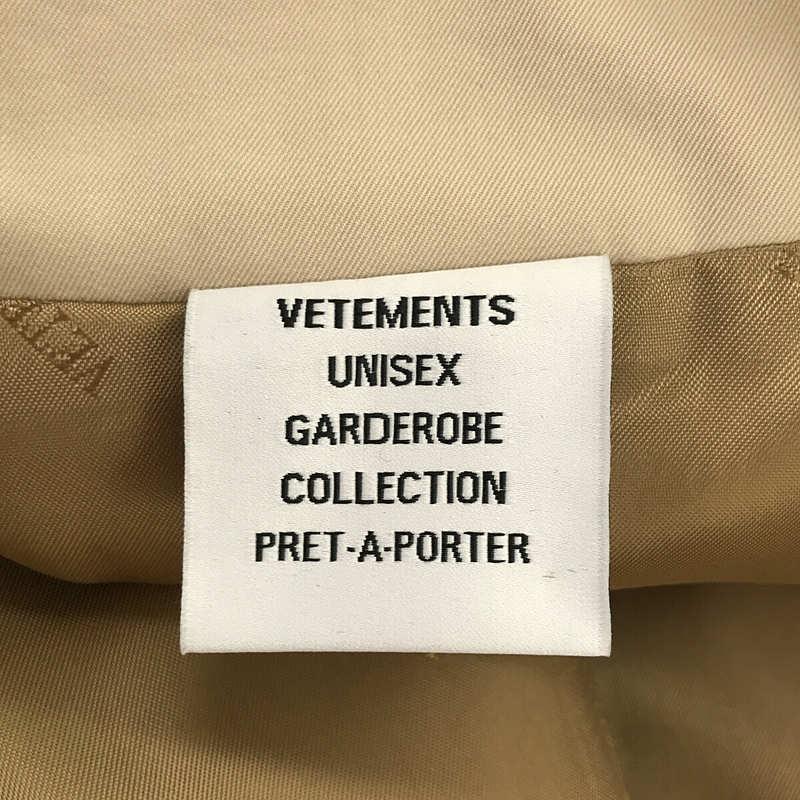 VETEMENTS
UNISEX
GARDEROBE
COLLECTION
PRET-A-PORTER